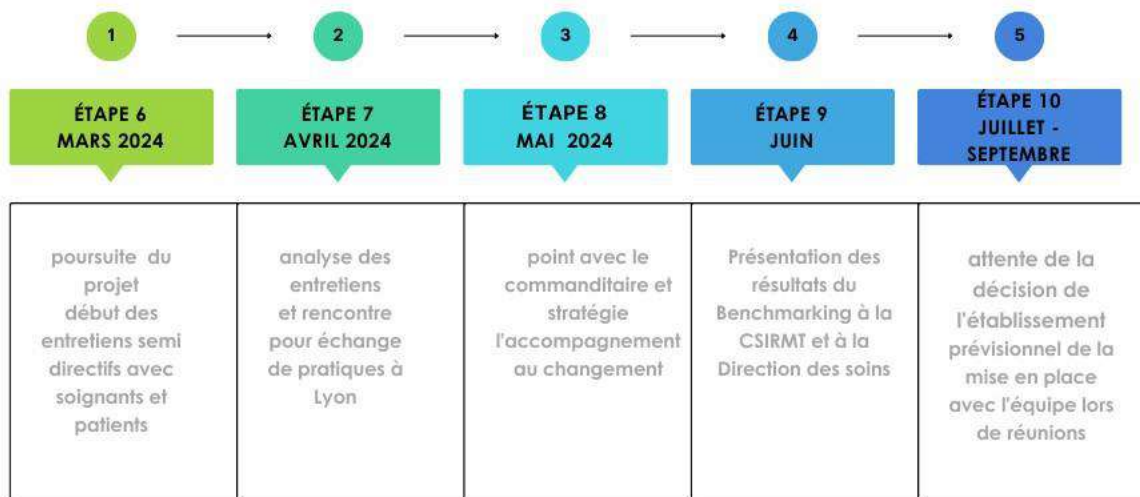 1
2
3
4
5
ÉTAPE 6
MARS 2024
ÉTAPE 7
AVRIL 2024
ÉTAPE 8
MAI 2024
ÉTAPE 9
JUIN
ÉTAPE 10
JUILLET -
SEPTEMBRE
poursuite du
projet
début des
entretiens semi
directifs avec
soignants et
patients
analyse des
entretiens
et rencontre
pour échange
de pratiques à
Lyon
point avec le
commanditaire et
stratégie
l'accompagnement
au changement
Présentation des
résultats du
Benchmarking à la
CSIRMT et à la
Direction des soins
attente de la
décision de
l'établissement
prévisionnel de la
mise en place
avec l'équipe lors
de réunions